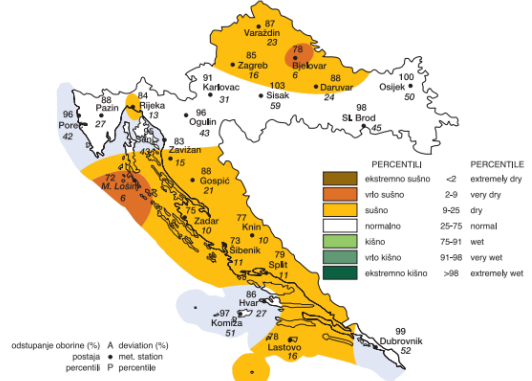 87
Varaždin
23
78
Bjelovar
6
85
Zagreb
16
88
Daruvar
24
91
Karlovac
31
103
Sisak
59
100
Osijek
50
98
Sl. Brod
45
88
Pazin
27
84
Rijeka
13
96
Poreč
42
96
Ogulin
43
95
Senj
43
83
Zavižan
15
72
M. Lošinj
6
88
Gospić
21
75
Zadar
10
77
Knin
10
73
Šibenik
11
79
Split
11
86
Hvar
27
97
Komiža
51
78
Lastovo
16
99
Dubrovnik
52
PERCENTILI PERCENTILE
ekstremno sušno <2 extremely dry
vrlo sušno 2-9 very dry
sušno 9-25 dry
normalno 25-75 normal
kišno 75-91 wet
vrlo kišno 91-98 very wet
ekstremno kišno >98 extremely wet
odstupanje oborine (%) A deviation (%)
postaja ● met. station
percentili P percentile